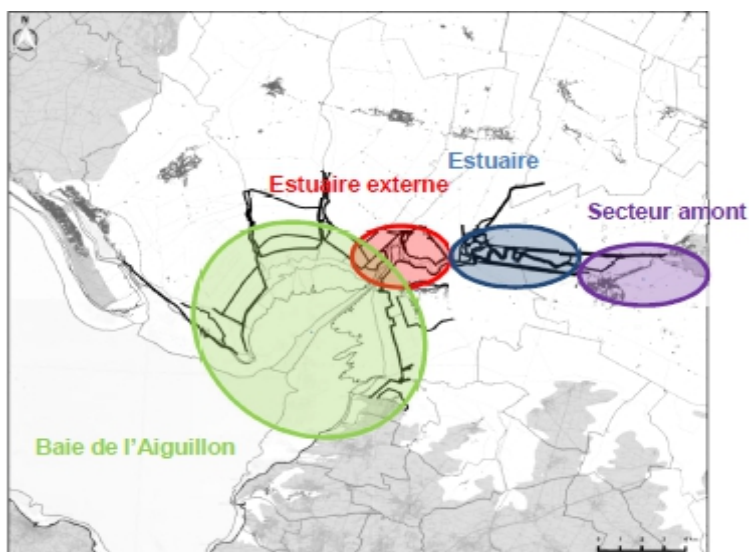 N
Estuaire
Estuaire externe
Secteur amont
Baie de l'Aiguillon